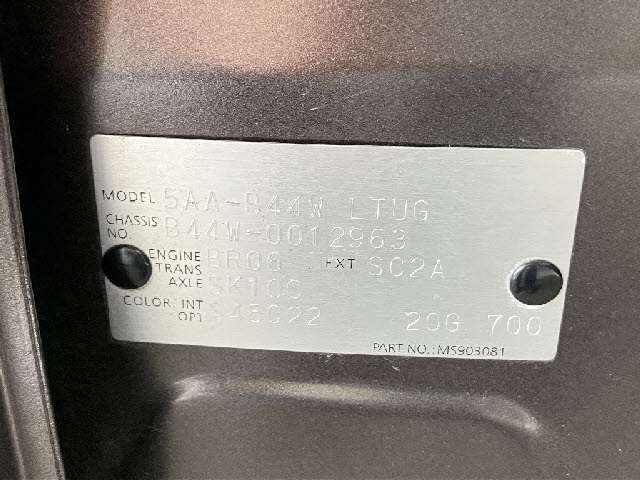 MODEL 5AA-B44W LTUG
CHASSIS NO. B44W-0012963
ENGINE BR06 EXT SC2A
TRANS AXLE SK100
COLOR: INT OPT S45C22 20G 700
PART NO.: MS903081